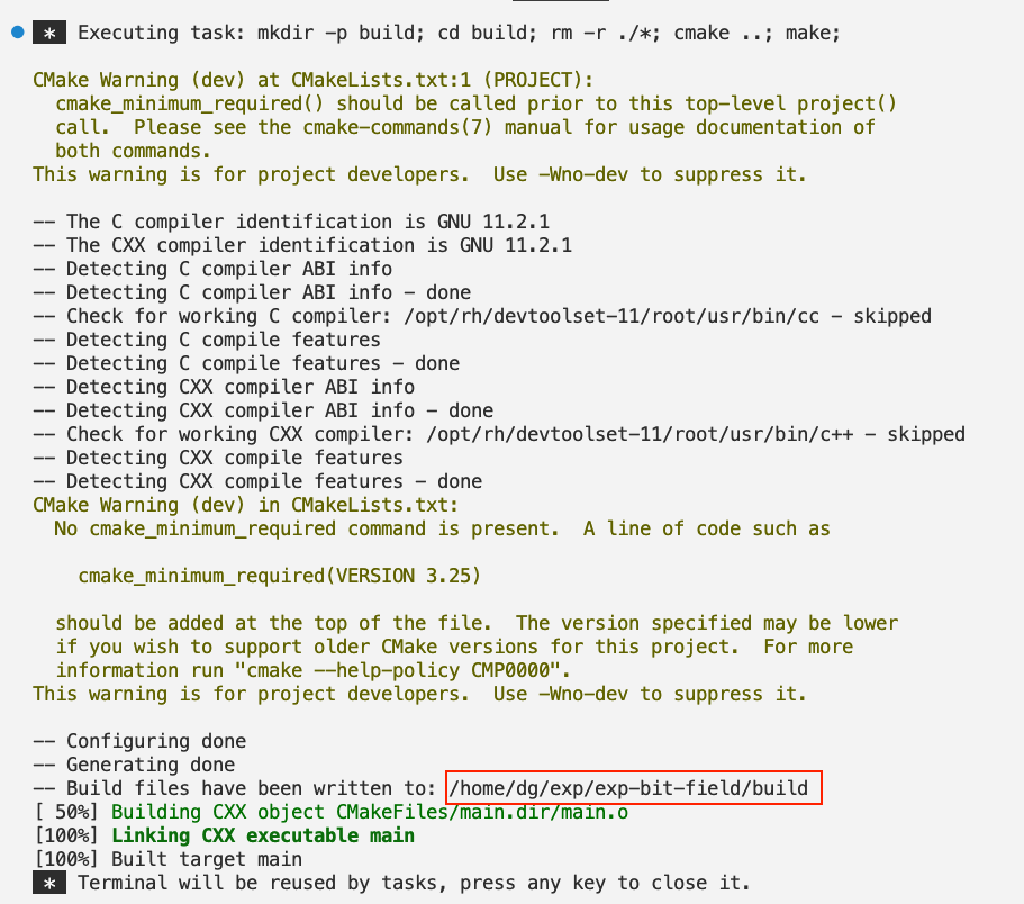 * Executing task: mkdir -p build; cd build; rm -r ./*; cmake ..; make;
CMake Warning (dev) at CMakeLists.txt:1 (PROJECT):
cmake_minimum_required() should be called prior to this top-level project()
call.  Please see the cmake-commands(7) manual for usage documentation of
both commands.
This warning is for project developers.  Use -Wno-dev to suppress it.
-- The C compiler identification is GNU 11.2.1
-- The CXX compiler identification is GNU 11.2.1
-- Detecting C compiler ABI info
-- Detecting C compiler ABI info - done
-- Check for working C compiler: /opt/rh/devtoolset-11/root/usr/bin/cc - skipped
-- Detecting C compile features
-- Detecting C compile features - done
-- Detecting CXX compiler ABI info
-- Detecting CXX compiler ABI info - done
-- Check for working CXX compiler: /opt/rh/devtoolset-11/root/usr/bin/c++ - skipped
-- Detecting CXX compile features
-- Detecting CXX compile features - done
CMake Warning (dev) in CMakeLists.txt:
No cmake_minimum_required command is present.  A line of code such as
cmake_minimum_required(VERSION 3.25)
should be added at the top of the file.  The version specified may be lower
if you wish to support older CMake versions for this project.  For more
information run "cmake --help-policy CMP0000".
This warning is for project developers.  Use -Wno-dev to suppress it.
-- Configuring done
-- Generating done
-- Build files have been written to: /home/dg/exp/exp-bit-field/build
[ 50%] Building CXX object CMakeFiles/main.dir/main.o
[100%] Linking CXX executable main
[100%] Built target main
* Terminal will be reused by tasks, press any key to close it.